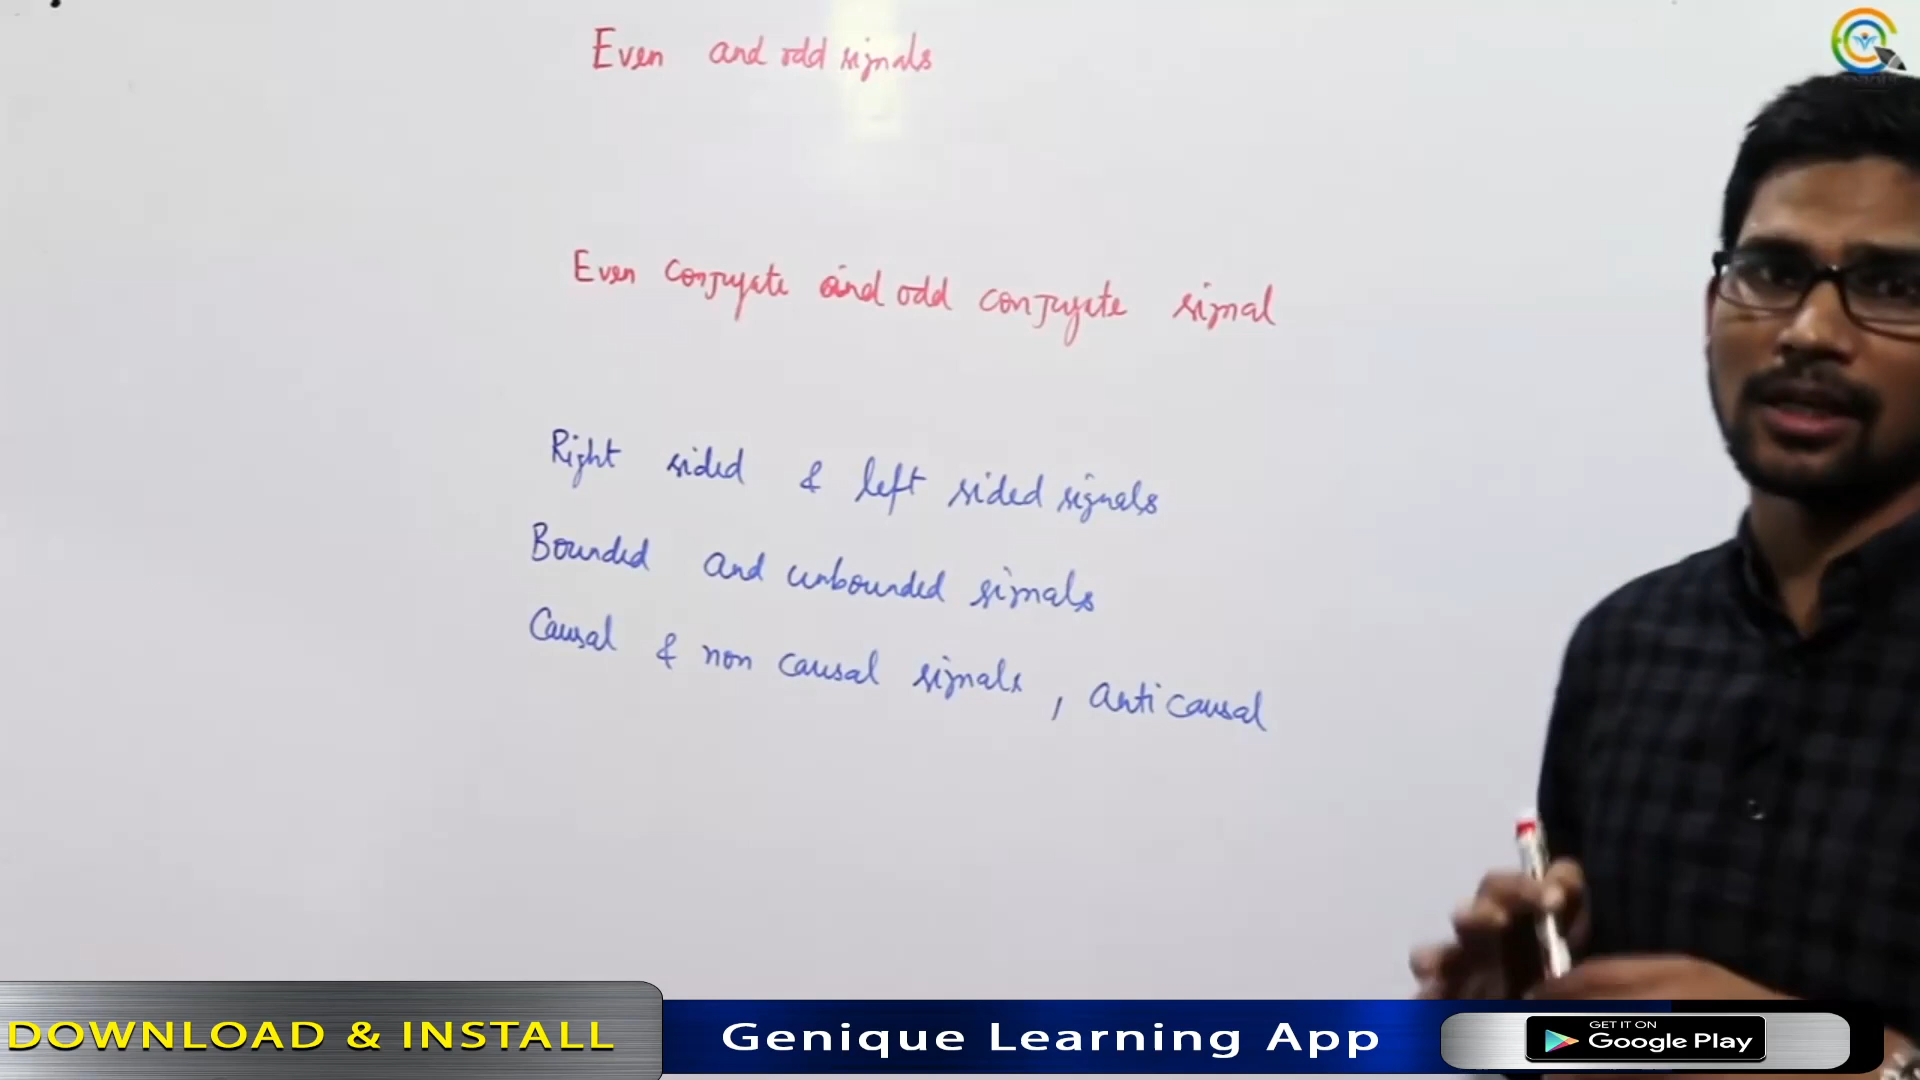 Even and odd signals
Even conjugate and odd conjugate signal
Right sided & left sided signals
Bounded and unbounded signals
Causal & non causal signals, anti causal
DOWNLOAD & INSTALL
Genique Learning App
GET IT ON
Google Play